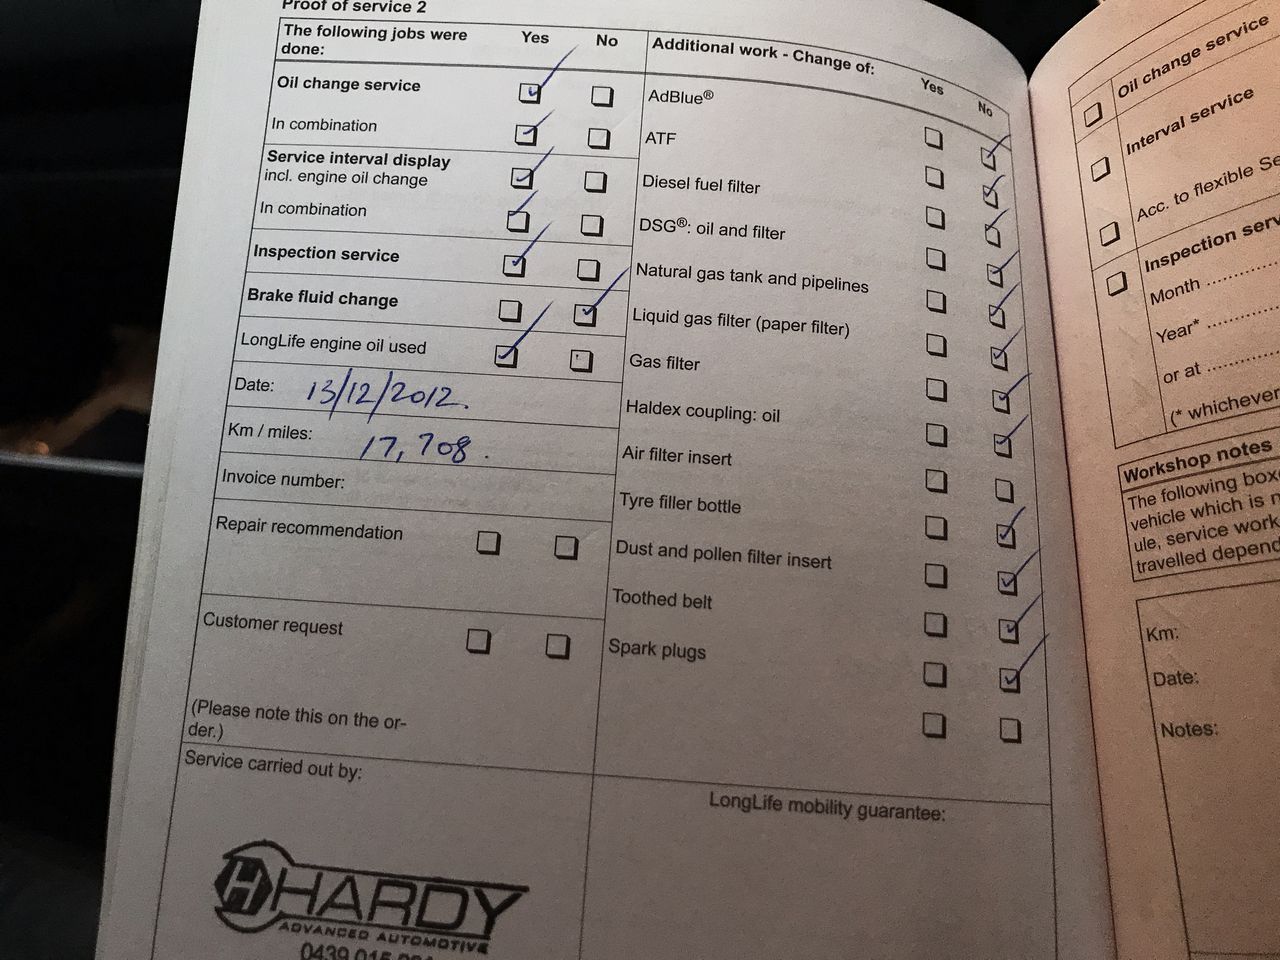 Proof of service 2
The following jobs were
done:
Yes No
Oil change service
In combination
Service interval display
incl. engine oil change
In combination
Inspection service
Brake fluid change
LongLife engine oil used
Date: 13/12/2012.
Km / miles: 17,708.
Invoice number:
Repair recommendation
Customer request
(Please note this on the or-
der.)
Service carried out by:
H HARDY
ADVANCED AUTOMOTIVE
0439 015
Additional work - Change of:
Yes No
AdBlue®
ATF
Diesel fuel filter
DSG®: oil and filter
Natural gas tank and pipelines
Liquid gas filter (paper filter)
Gas filter
Haldex coupling: oil
Air filter insert
Tyre filler bottle
Dust and pollen filter insert
Toothed belt
Spark plugs
LongLife mobility guarantee:
Oil change service
Interval service
Acc. to flexible Se
Inspection serv
Month ..............
Year* ..............
or at ..............
(* whichever
Workshop notes
The following boxe
vehicle which is n
ule, service work
travelled depend
Km:
Date:
Notes: